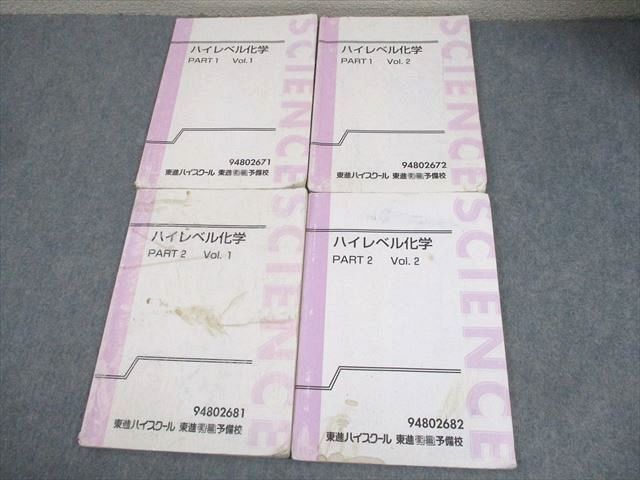 ハイレベル化学
PART 1 Vol. 1
94802671
東進ハイスクール 東進衛星予備校
SCIENCE
ハイレベル化学
PART 1 Vol. 2
94802672
東進ハイスクール 東進衛星予備校
SCIENCE
ハイレベル化学
PART 2 Vol. 1
94802681
東進ハイスクール 東進衛星予備校
SCIENCE
ハイレベル化学
PART 2 Vol. 2
94802682
東進ハイスクール 東進衛星予備校
SCIENCE